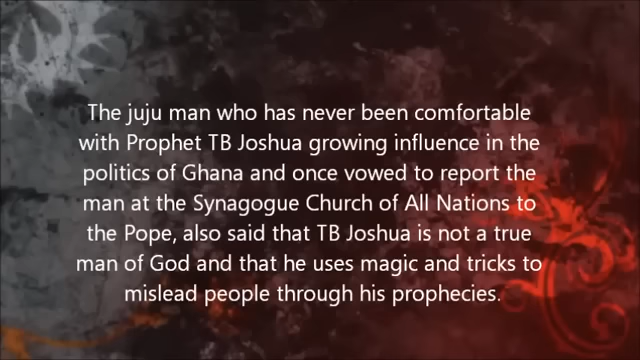 The juju man who has never been comfortable
with Prophet TB Joshua growing influence in the
politics of Ghana and once vowed to report the
man at the Synagogue Church of All Nations to
the Pope, also said that TB Joshua is not a true
man of God and that he uses magic and tricks to
mislead people through his prophecies.